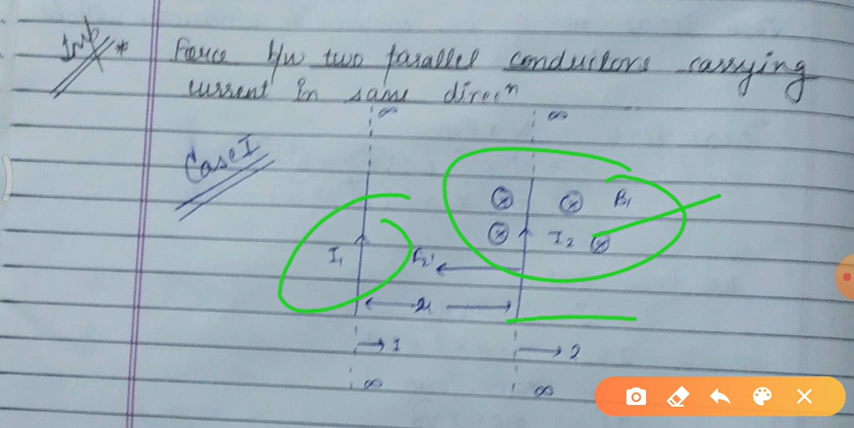 Imp *
Force b/w two parallel conductors carrying
current in same direcn
∞ ∞
Case I
⊗ ⊗ B₁
⊗ I₂ ⊗
I₁ F₂₁
r
→ 1 → 2
∞ ∞